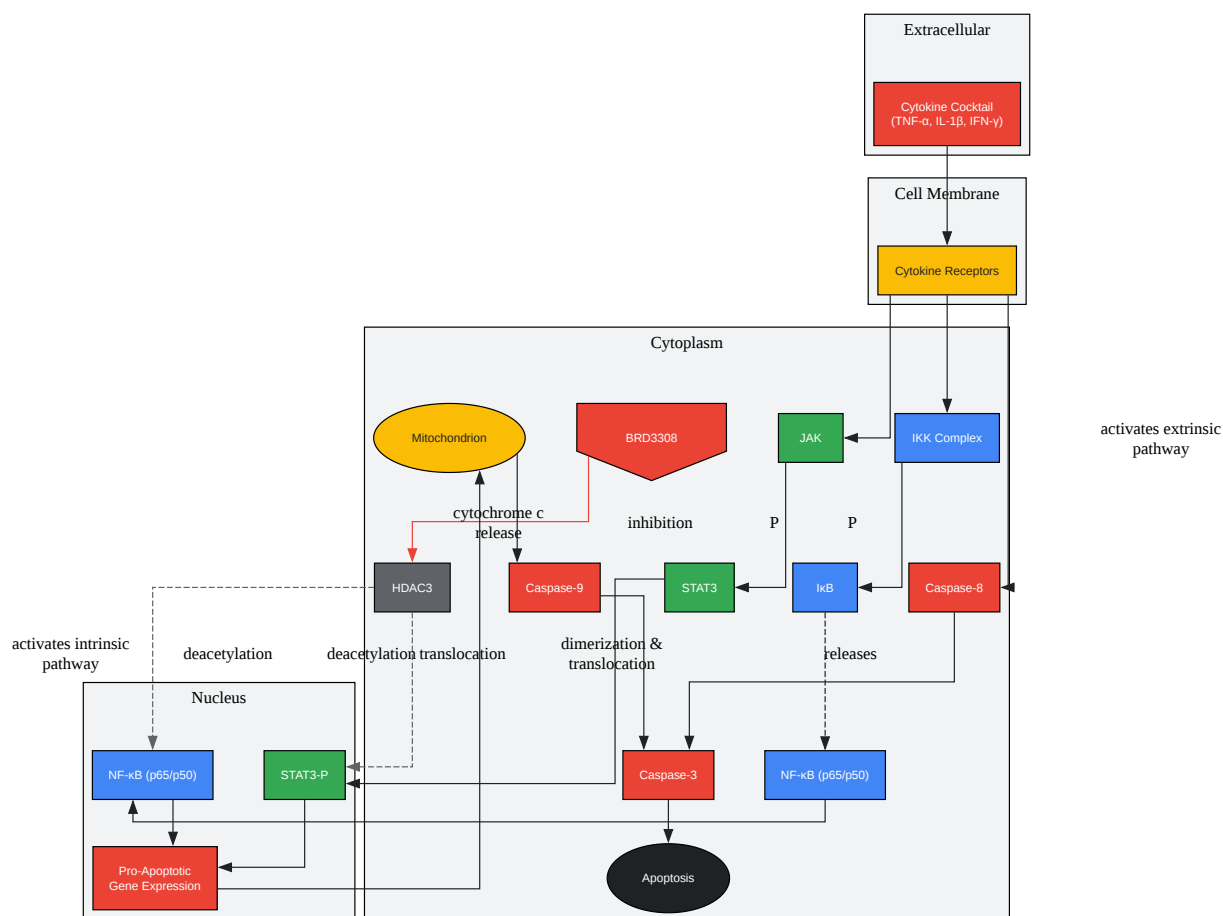 Extracellular
Cytokine Cocktail
(TNF-α, IL-1β, IFN-γ)
Cell Membrane
Cytokine Receptors
Cytoplasm
Mitochondrion
BRD3308
JAK
IKK Complex
activates extrinsic
pathway
cytochrome c
release
inhibition
P
P
HDAC3
Caspase-9
STAT3
IκB
Caspase-8
activates intrinsic
pathway
deacetylation
deacetylation
translocation
dimerization &
translocation
releases
Nucleus
NF-κB (p65/p50)
STAT3-P
Caspase-3
NF-κB (p65/p50)
Pro-Apoptotic
Gene Expression
Apoptosis